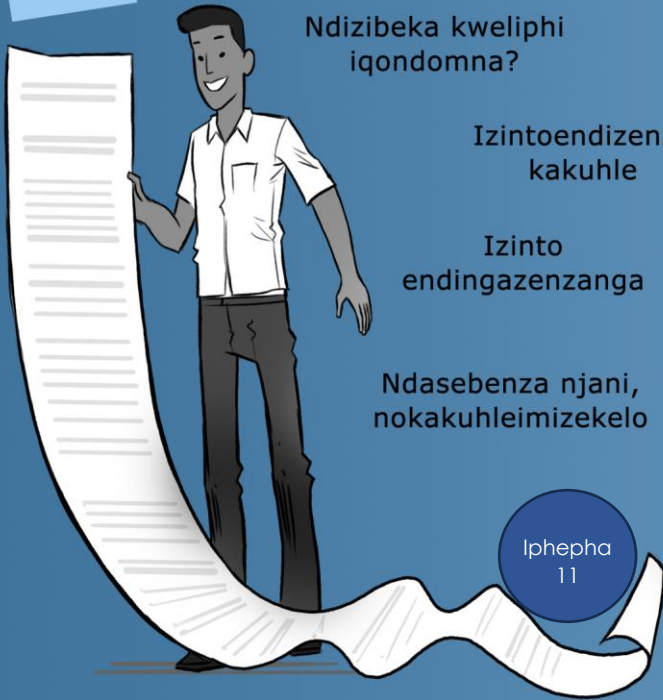 Ndizibeka kweliphi
iqondomna?
Izintoendizen
kakuhle
Izinto
endingazenzanga
Ndasebenza njani,
nokakuhleimizekelo
Iphepha
11